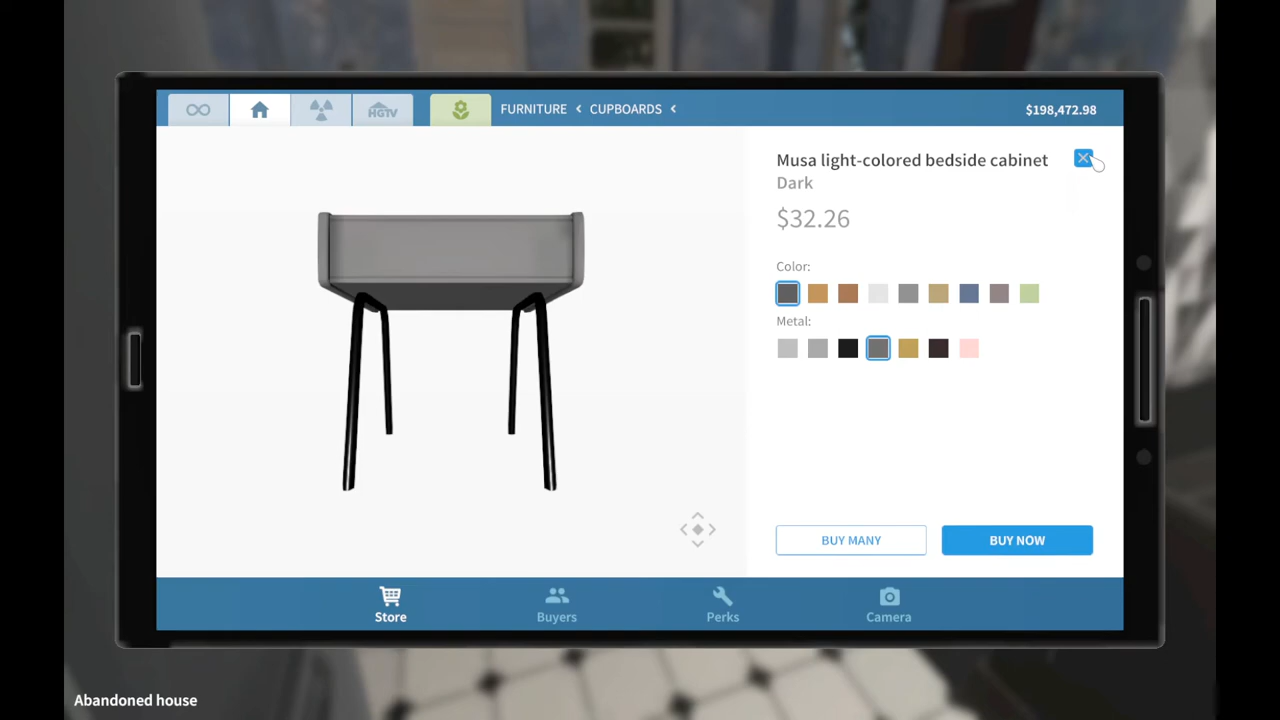 HGTV
FURNITURE < CUPBOARDS <
$198,472.98
Musa light-colored bedside cabinet
Dark
$32.26
Color:
Metal:
BUY MANY
BUY NOW
Store
Buyers
Perks
Camera
Abandoned house